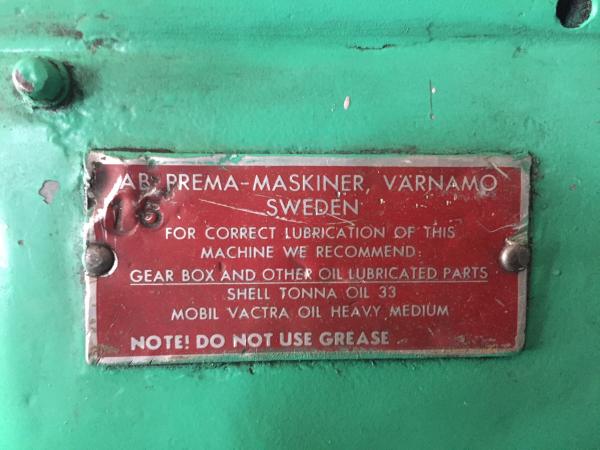 AB. PREMA-MASKINER, VÄRNAMO
SWEDEN
FOR CORRECT LUBRICATION OF THIS
MACHINE WE RECOMMEND:
GEAR BOX AND OTHER OIL LUBRICATED PARTS
SHELL TONNA OIL 33
MOBIL VACTRA OIL HEAVY MEDIUM
NOTE! DO NOT USE GREASE